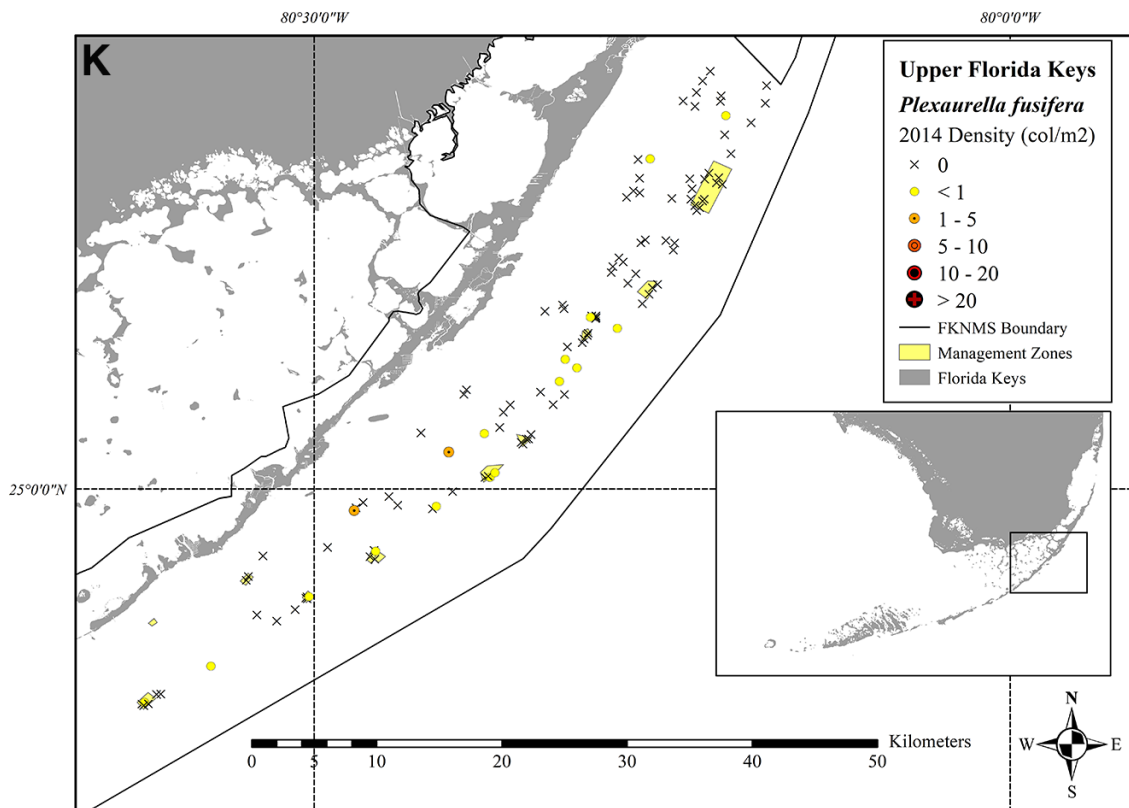 80°30'0"W
80°0'0"W
K
Upper Florida Keys
Plexaurella fusifera
2014 Density (col/m2)
0
< 1
1 - 5
5 - 10
10 - 20
> 20
FKNMS Boundary
Management Zones
Florida Keys
25°0'0"N
Kilometers
0 5 10 20 30 40 50
N
W E
S